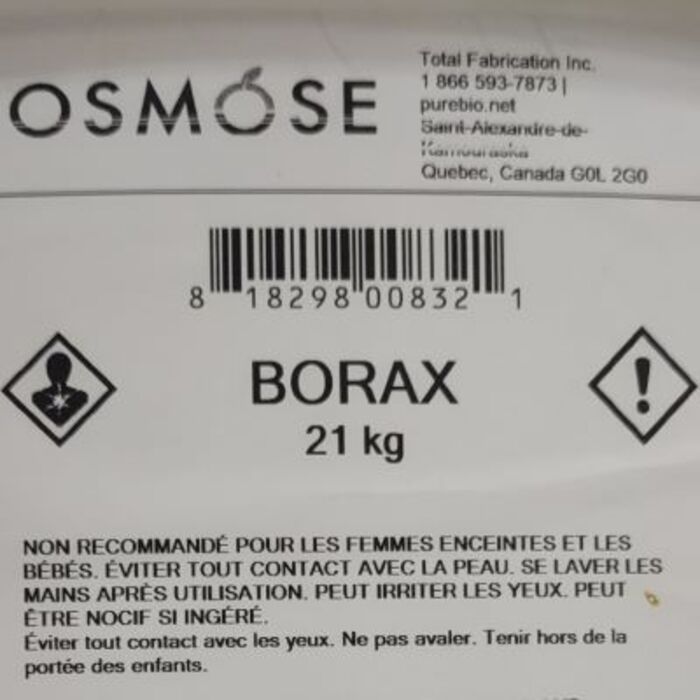 OSMOSE
Total Fabrication Inc.
1 866 593-7873 |
purebio.net
Saint-Alexandre-de-
Kamouraska
Quebec, Canada G0L 2G0
8 18298 00832 1
BORAX
21 kg
NON RECOMMANDÉ POUR LES FEMMES ENCEINTES ET LES
BÉBÉS. ÉVITER TOUT CONTACT AVEC LA PEAU. SE LAVER LES
MAINS APRÈS UTILISATION. PEUT IRRITER LES YEUX. PEUT
ÊTRE NOCIF SI INGÉRÉ.
Éviter tout contact avec les yeux. Ne pas avaler. Tenir hors de la
portée des enfants.